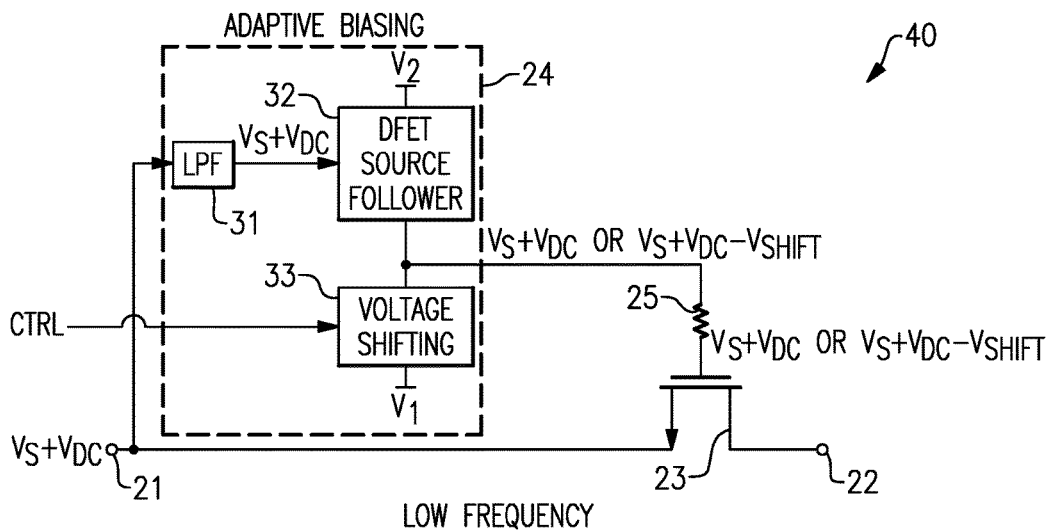 ADAPTIVE BIASING
40
V2
24
32
DFET
SOURCE
FOLLOWER
VS+VDC
LPF
31
VS+VDC OR VS+VDC-VSHIFT
33
VOLTAGE
SHIFTING
25
CTRL
VS+VDC OR VS+VDC-VSHIFT
V1
VS+VDC
21
23
22
LOW FREQUENCY